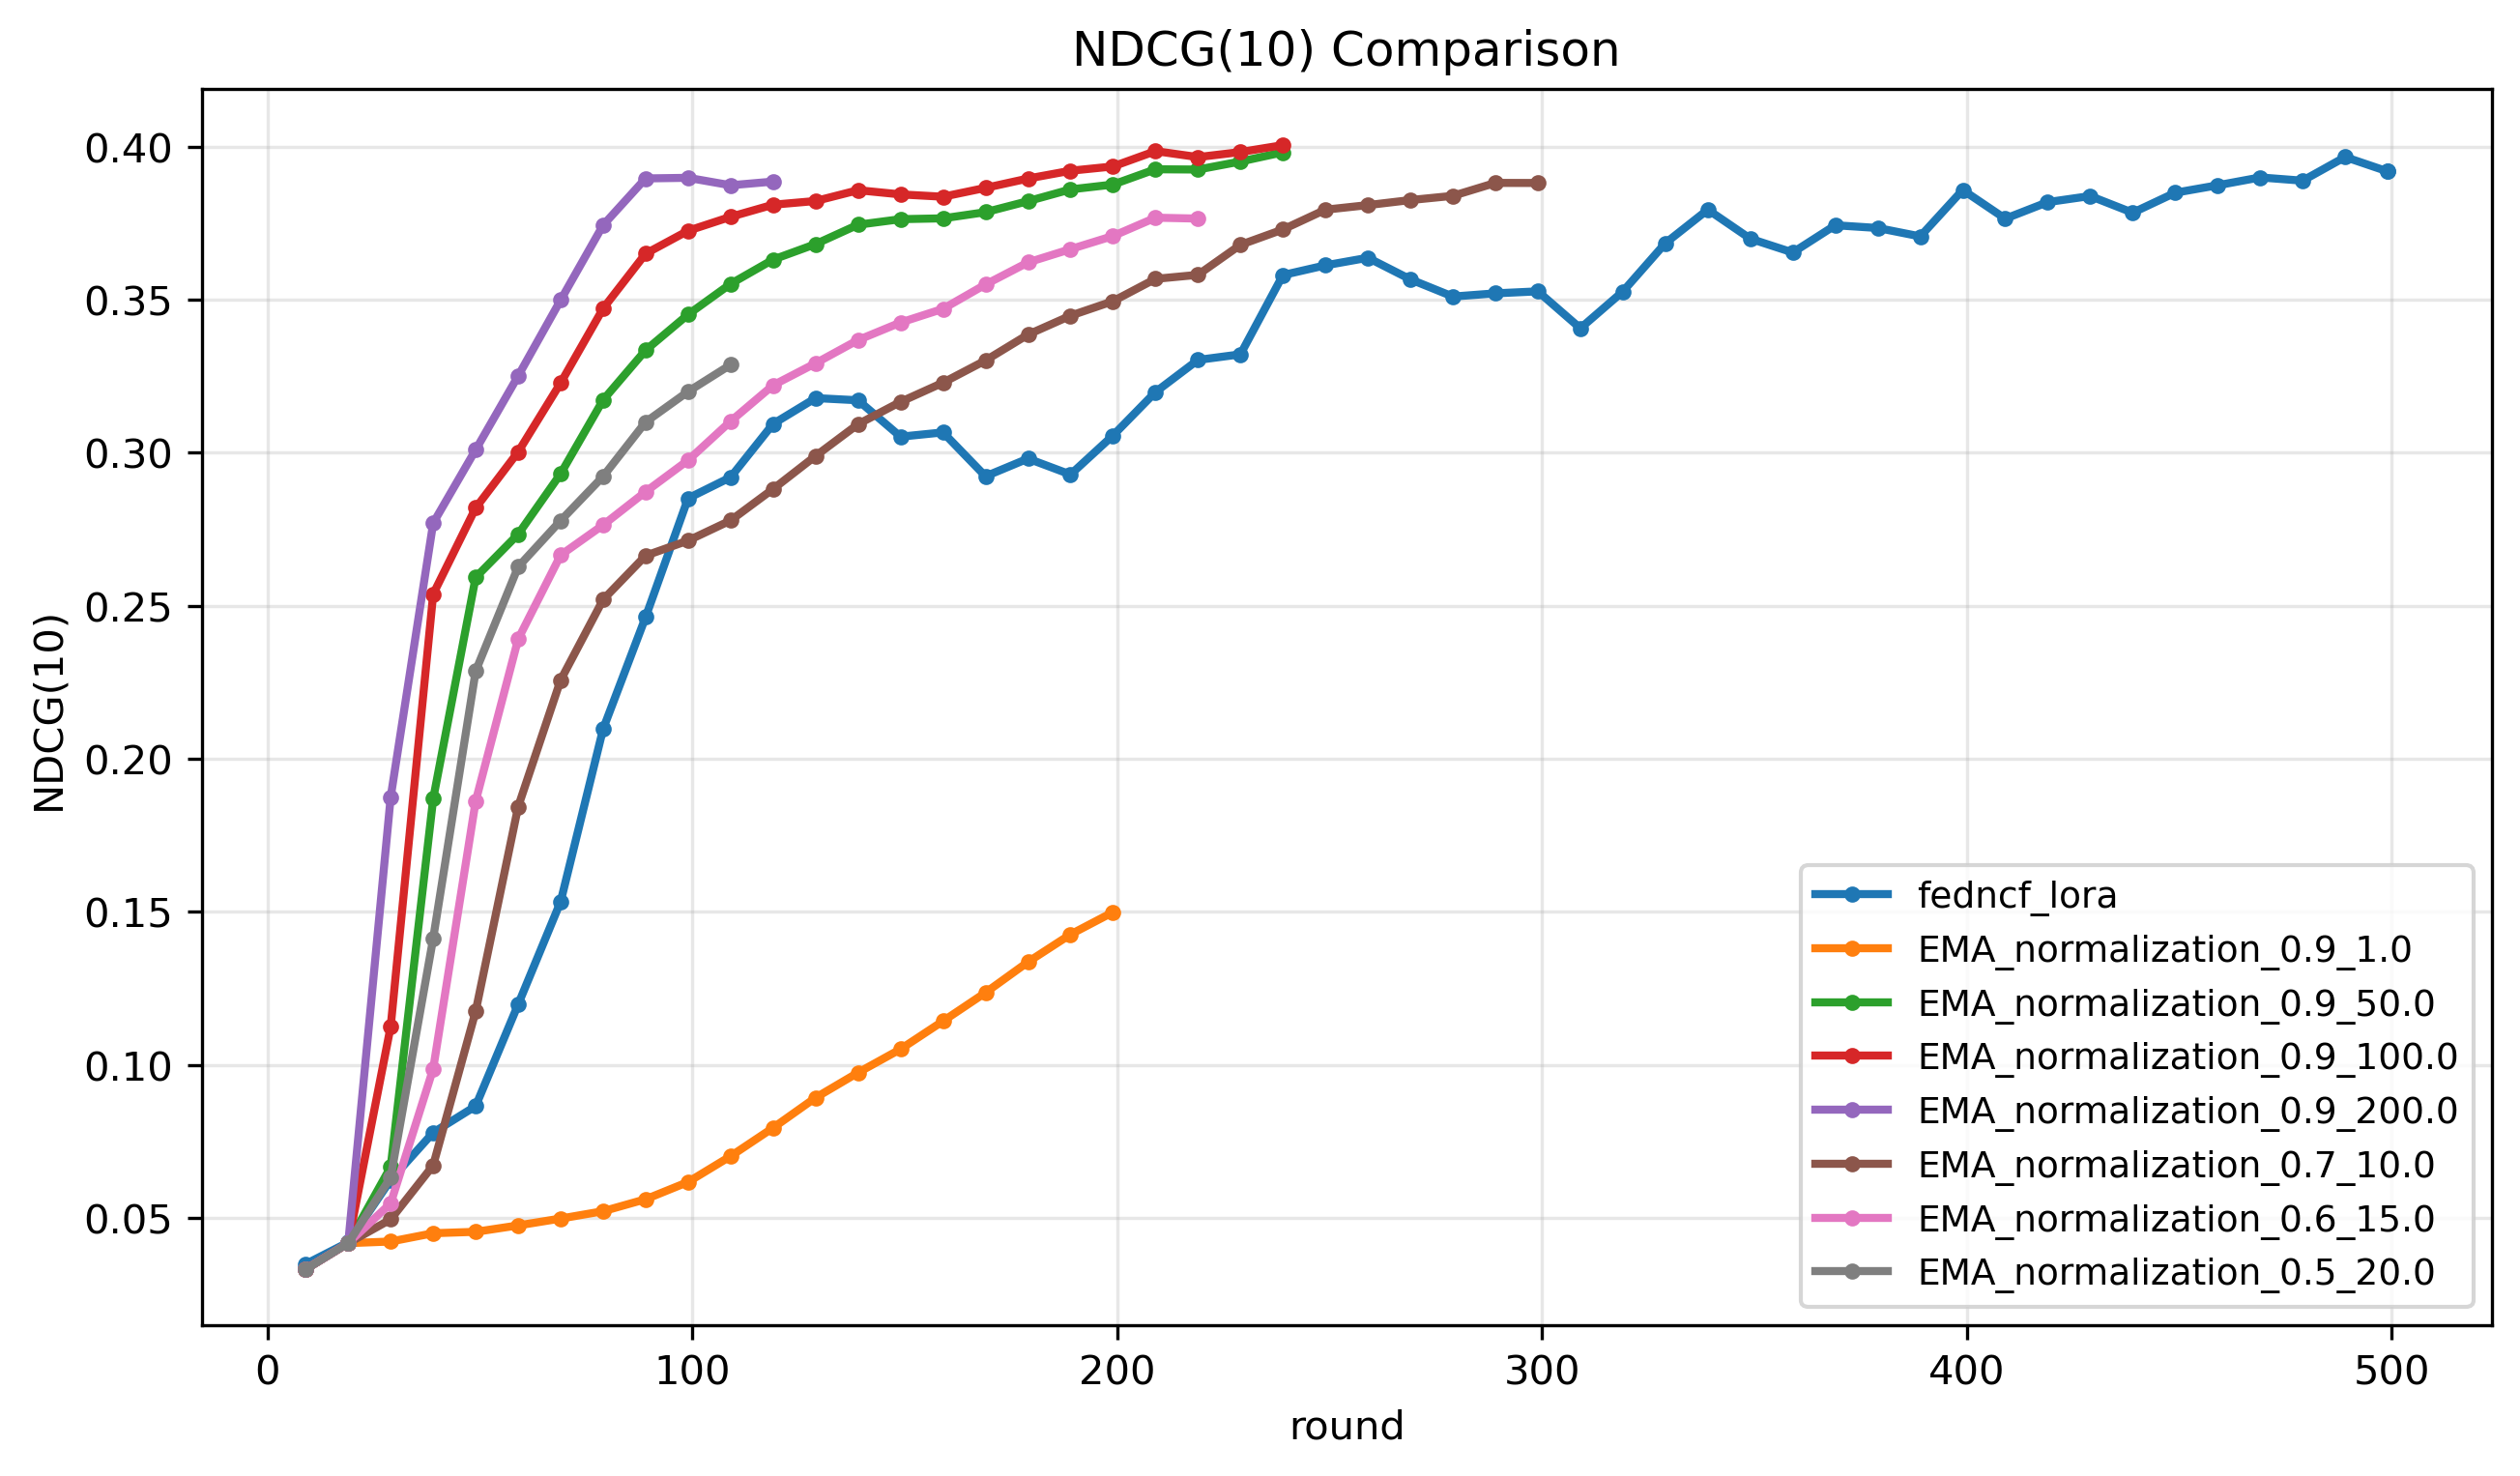 NDCG(10) Comparison
NDCG(10)
0.40
0.35
0.30
0.25
0.20
0.15
0.10
0.05
0
100
200
300
400
500
round
fedncf_lora
EMA_normalization_0.9_1.0
EMA_normalization_0.9_50.0
EMA_normalization_0.9_100.0
EMA_normalization_0.9_200.0
EMA_normalization_0.7_10.0
EMA_normalization_0.6_15.0
EMA_normalization_0.5_20.0